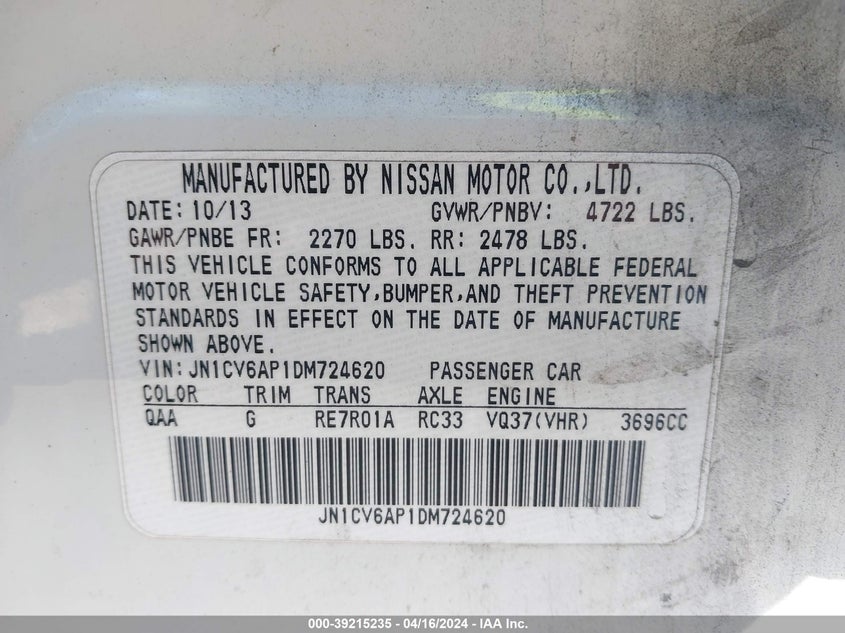 MANUFACTURED BY NISSAN MOTOR CO.,LTD.
DATE: 10/13 GVWR/PNBV: 4722 LBS.
GAWR/PNBE FR: 2270 LBS. RR: 2478 LBS.
THIS VEHICLE CONFORMS TO ALL APPLICABLE FEDERAL
MOTOR VEHICLE SAFETY,BUMPER,AND THEFT PREVENTION
STANDARDS IN EFFECT ON THE DATE OF MANUFACTURE
SHOWN ABOVE.
VIN: JN1CV6AP1DM724620 PASSENGER CAR
COLOR TRIM TRANS AXLE ENGINE
QAA G RE7R01A RC33 VQ37(VHR) 3696CC
JN1CV6AP1DM724620
000-39215235 - 04/16/2024 - IAA Inc.